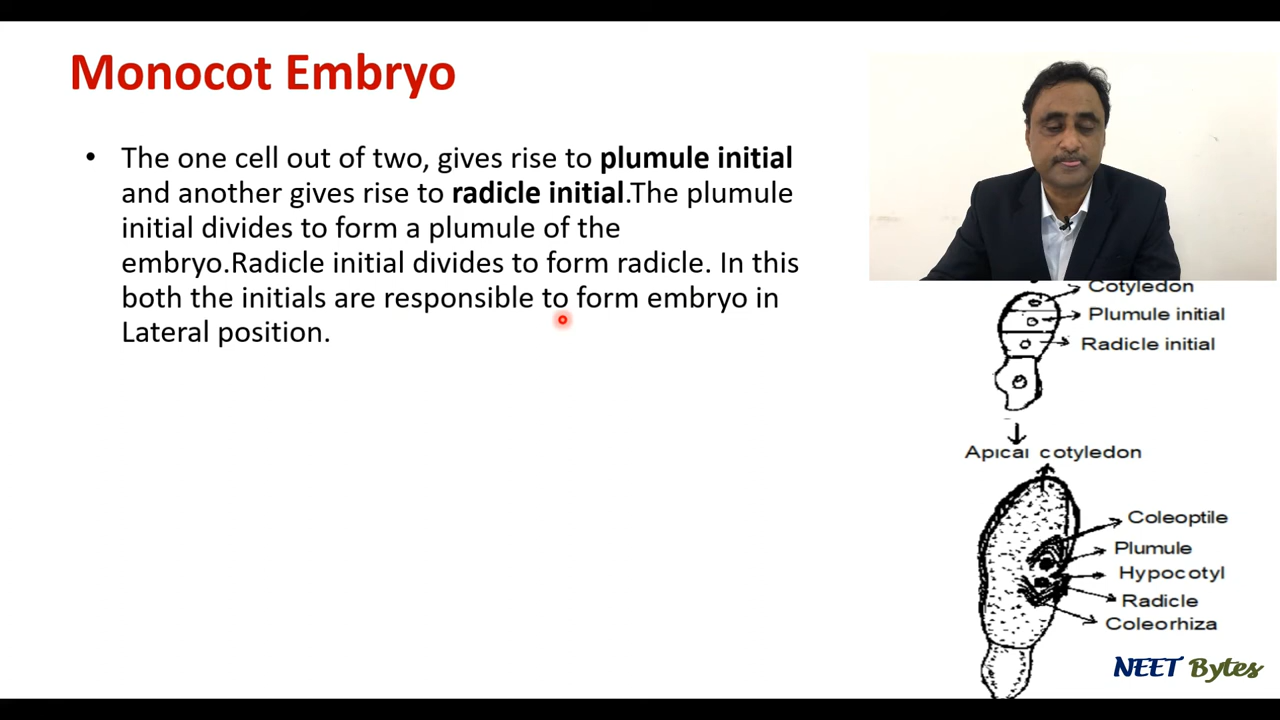 Monocot Embryo
• The one cell out of two, gives rise to plumule initial
and another gives rise to radicle initial.The plumule
initial divides to form a plumule of the
embryo.Radicle initial divides to form radicle. In this
both the initials are responsible to form embryo in
Lateral position.
Cotyledon
Plumule initial
Radicle initial
Apical cotyledon
Coleoptile
Plumule
Hypocotyl
Radicle
Coleorhiza
NEET Bytes